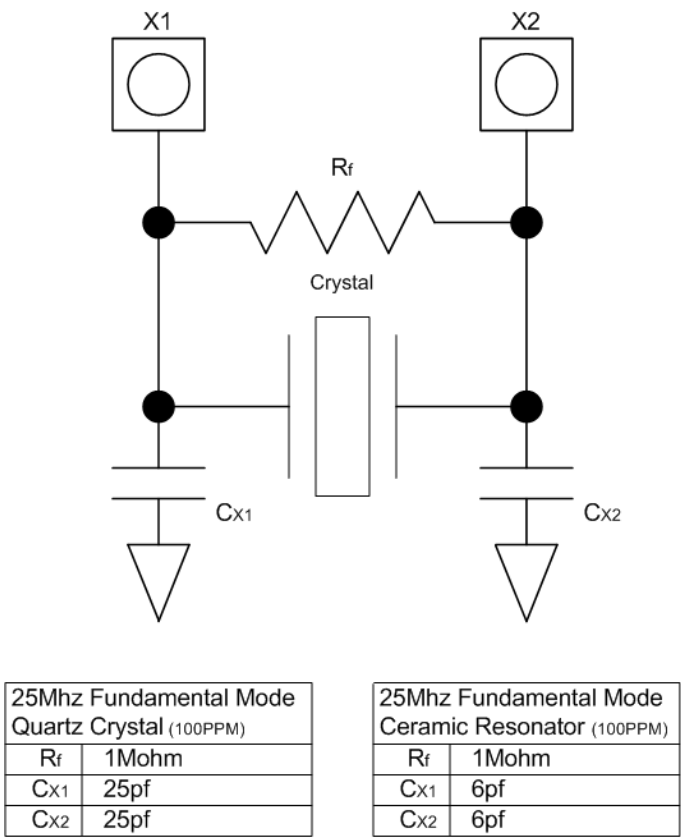 X1 X2
Rf
Crystal
CX1 CX2
25Mhz Fundamental Mode
Quartz Crystal (100PPM)
Rf 1Mohm
CX1 25pf
CX2 25pf
25Mhz Fundamental Mode
Ceramic Resonator (100PPM)
Rf 1Mohm
CX1 6pf
CX2 6pf